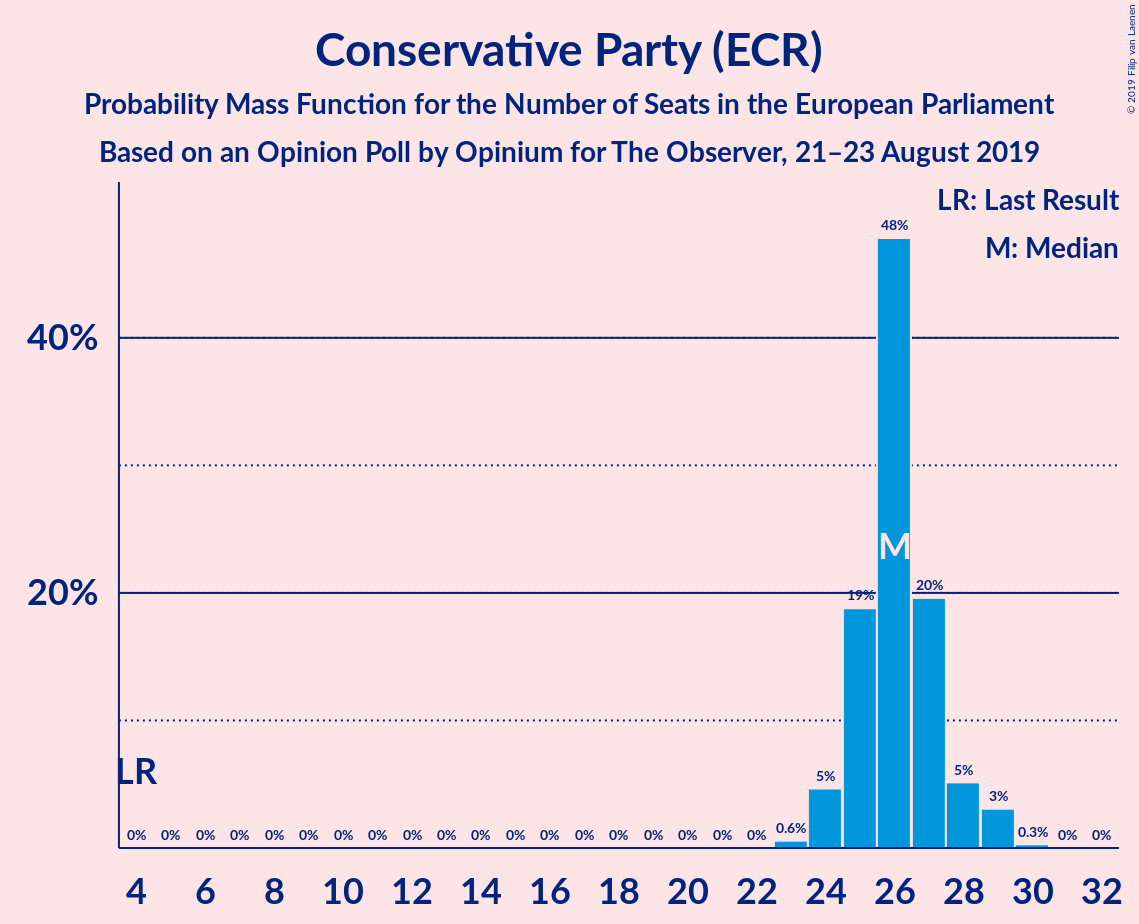 Conservative Party (ECR)
Probability Mass Function for the Number of Seats in the European Parliament
Based on an Opinion Poll by Opinium for The Observer, 21–23 August 2019
© 2019 Filip van Laenen
LR: Last Result
M: Median
48%
40%
M
20%
19%
20%
LR
5%
5%
3%
0% 0% 0% 0% 0% 0% 0% 0% 0% 0% 0% 0% 0% 0% 0% 0% 0% 0% 0% 0.6% 0.3% 0% 0%
4 6 8 10 12 14 16 18 20 22 24 26 28 30 32